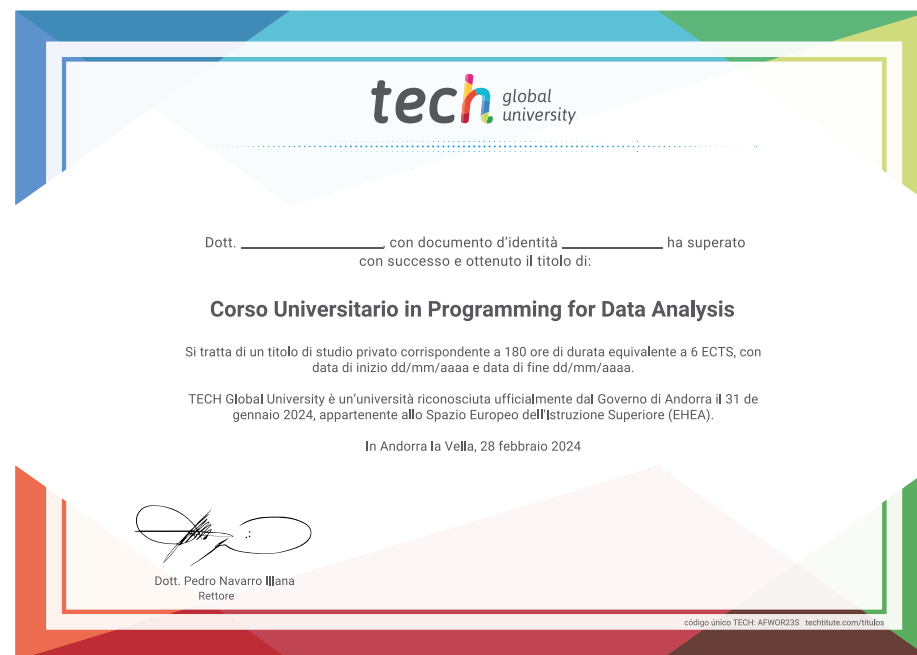 tech global
university
Dott. ____________________, con documento d'identità ______________ ha superato
con successo e ottenuto il titolo di:
Corso Universitario in Programming for Data Analysis
Si tratta di un titolo di studio privato corrispondente a 180 ore di durata equivalente a 6 ECTS, con
data di inizio dd/mm/aaaa e data di fine dd/mm/aaaa.
TECH Global University è un'università riconosciuta ufficialmente dal Governo di Andorra il 31 de
gennaio 2024, appartenente allo Spazio Europeo dell'Istruzione Superiore (EHEA).
In Andorra la Vella, 28 febbraio 2024
Dott. Pedro Navarro Illana
Rettore
código único TECH: AFWOR23S techtitute.com/titulos